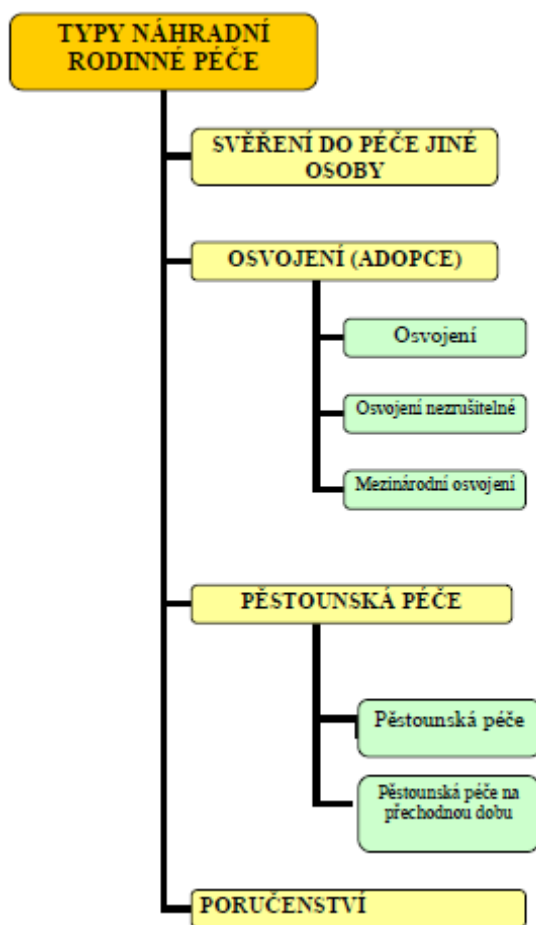 TYPY NÁHRADNÍ
RODINNÉ PÉČE
SVĚŘENÍ DO PÉČE JINÉ
OSOBY
OSVOJENÍ (ADOPCE)
Osvojení
Osvojení nezrušitelné
Mezinárodní osvojení
PĚSTOUNSKÁ PÉČE
Pěstounská péče
Pěstounská péče na
přechodnou dobu
PORUČENSTVÍ